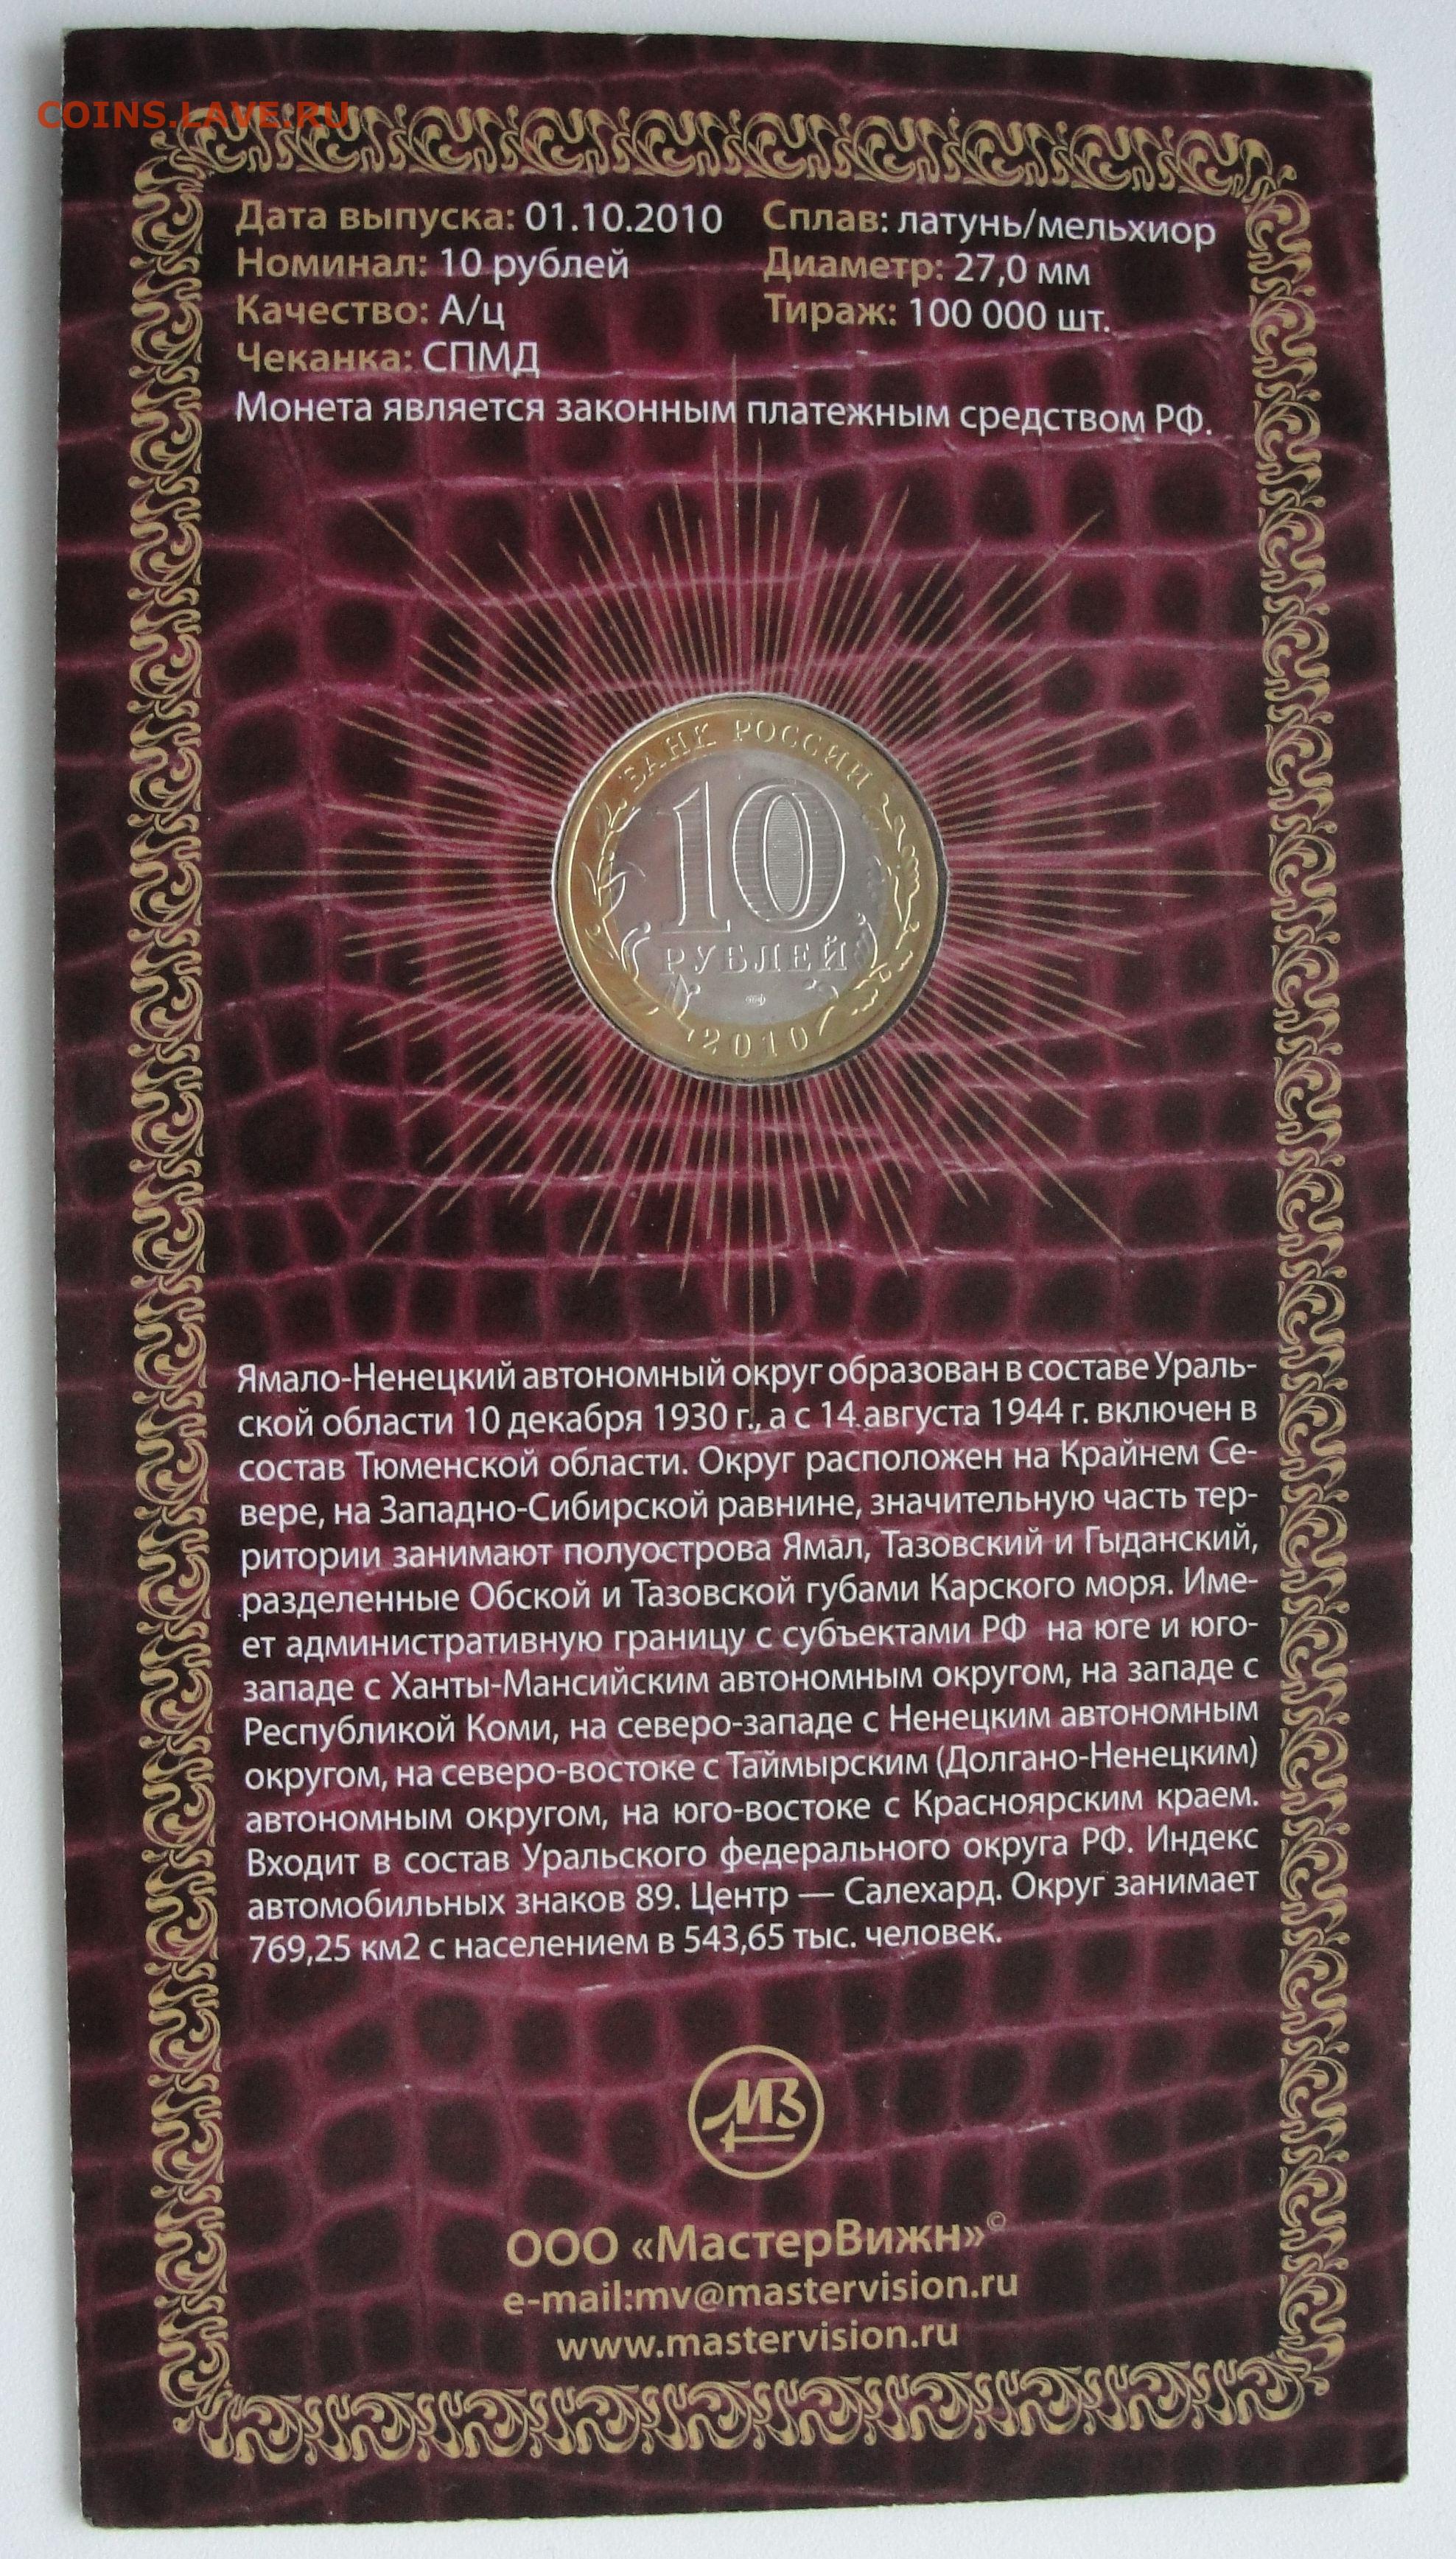 COINS.LAVE.RU
Дата выпуска: 01.10.2010
Номинал: 10 рублей
Качество: А/ц
Чеканка: СПМД
Сплав: латунь/мельхиор
Диаметр: 27,0 мм
Тираж: 100 000 шт.
Монета является законным платежным средством РФ.
БАНК РОССИИ
10
РУБЛЕЙ
2010
Ямало-Ненецкий автономный округ образован в составе Ураль-
ской области 10 декабря 1930 г., а с 14 августа 1944 г. включен в
состав Тюменской области. Округ расположен на Крайнем Се-
вере, на Западно-Сибирской равнине, значительную часть тер-
ритории занимают полуострова Ямал, Тазовский и Гыданский,
разделенные Обской и Тазовской губами Карского моря. Име-
ет административную границу с субъектами РФ на юге и юго-
западе с Ханты-Мансийским автономным округом, на западе с
Республикой Коми, на северо-западе с Ненецким автономным
округом, на северо-востоке с Таймырским (Долгано-Ненецким)
автономным округом, на юго-востоке с Красноярским краем.
Входит в состав Уральского федерального округа РФ. Индекс
автомобильных знаков 89. Центр — Салехард. Округ занимает
769,25 км2 с населением в 543,65 тыс. человек.
МВ
ООО «МастерВижн»©
e-mail:mv@mastervision.ru
www.mastervision.ru